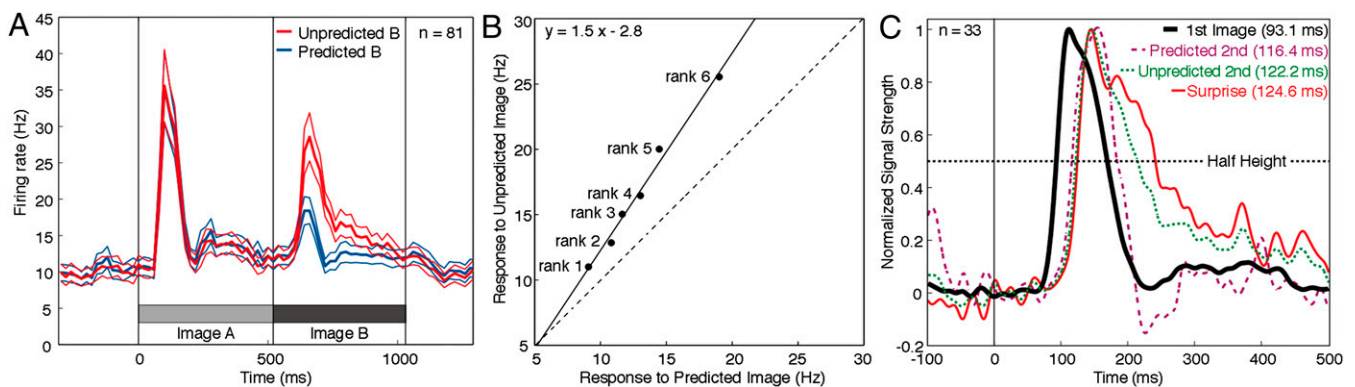 A
45
40
35
30
25
20
15
10
5
0
Firing rate (Hz)
Unpredicted B
Predicted B
n = 81
Image A
Image B
0
500
1000
Time (ms)
B
30
25
20
15
10
5
Response to Unpredicted Image (Hz)
y = 1.5 x - 2.8
rank 6
rank 5
rank 4
rank 3
rank 2
rank 1
5
10
15
20
25
30
Response to Predicted Image (Hz)
C
1
0.8
0.6
0.4
0.2
0
-0.2
Normalized Signal Strength
n = 33
1st Image (93.1 ms)
Predicted 2nd (116.4 ms)
Unpredicted 2nd (122.2 ms)
Surprise (124.6 ms)
Half Height
-100
0
100
200
300
400
500
Time (ms)